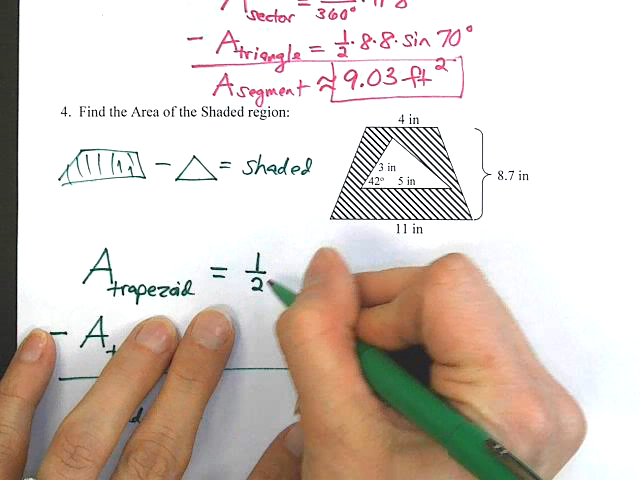 A sector = 360°
- A triangle = 1/2 · 8 · 8 · sin 70°
A segment ≈ 9.03 ft²
4. Find the Area of the Shaded region:
4 in
- △ = shaded
3 in
42° 5 in
8.7 in
11 in
A trapezoid = 1/2
- A